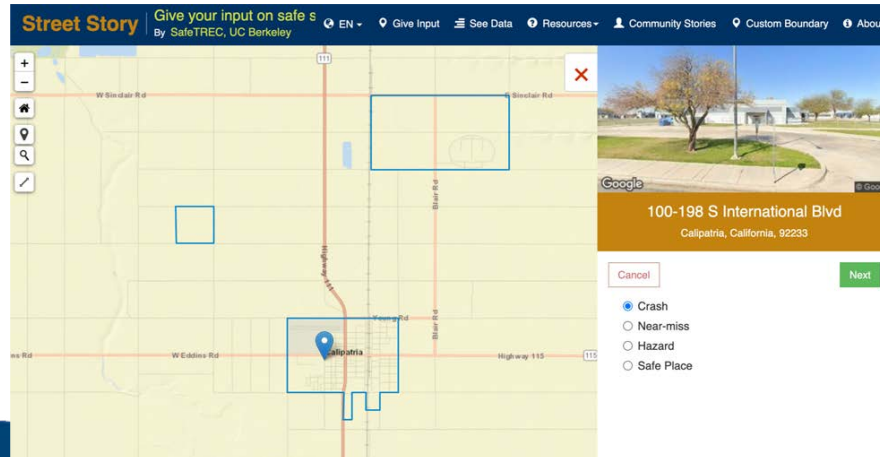 Street Story
Give your input on safe s
By SafeTREC, UC Berkeley
EN
Give Input
See Data
Resources
Community Stories
Custom Boundary
Abou
111
W Sinclair Rd
E Sinclair Rd
Blair Rd
Highway 111
Young Rd
Blair Rd
ns Rd
W Eddins Rd
Calipatria
Highway 115
115
Google
© Goo
100-198 S International Blvd
Calipatria, California, 92233
Cancel
Next
Crash
Near-miss
Hazard
Safe Place